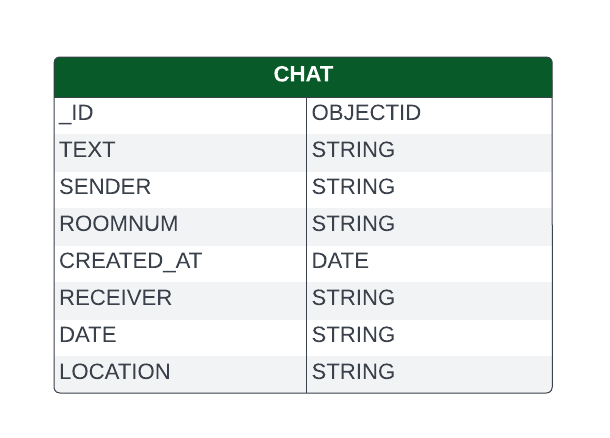 CHAT
_ID OBJECTID
TEXT STRING
SENDER STRING
ROOMNUM STRING
CREATED_AT DATE
RECEIVER STRING
DATE STRING
LOCATION STRING